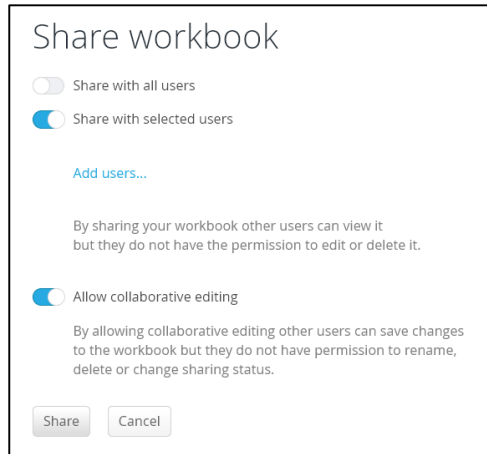 Share workbook
Share with all users
Share with selected users
Add users...
By sharing your workbook other users can view it
but they do not have the permission to edit or delete it.
Allow collaborative editing
By allowing collaborative editing other users can save changes
to the workbook but they do not have permission to rename,
delete or change sharing status.
Share Cancel